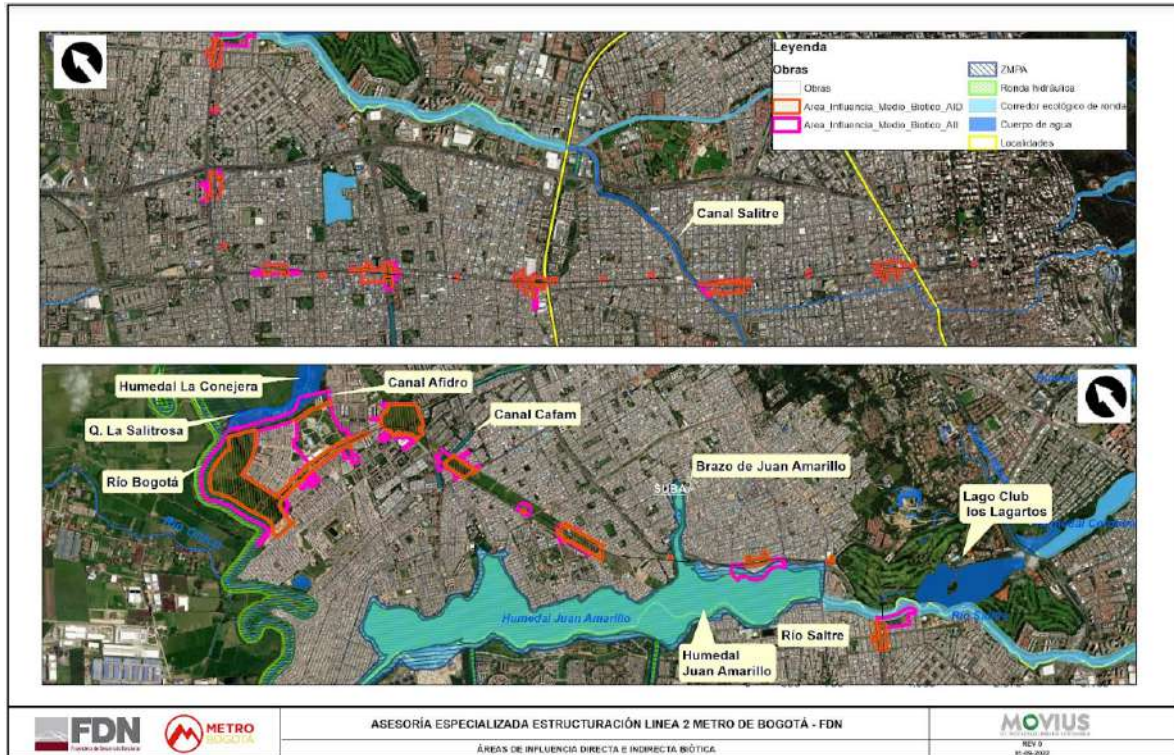 Leyenda
Obras
Obras
Area_Influencia_Medio_Biotico_AID
Area_Influencia_Medio_Biotico_AII
ZMPA
Ronda hidráulica
Corredor ecológico de ronda
Cuerpo de agua
Localidades
Canal Salitre
Humedal La Conejera
Canal Afidro
Q. La Salitrosa
Canal Cafam
Río Bogotá
Brazo de Juan Amarillo
SUBA
Lago Club
los Lagartos
Humedal Juan Amarillo
Río Saltre
Humedal
Juan Amarillo
FDN
METRO
BOGOTÁ
ASESORÍA ESPECIALIZADA ESTRUCTURACIÓN LINEA 2 METRO DE BOGOTÁ - FDN
ÁREAS DE INFLUENCIA DIRECTA E INDIRECTA BIÓTICA
MOVIUS
REV 0